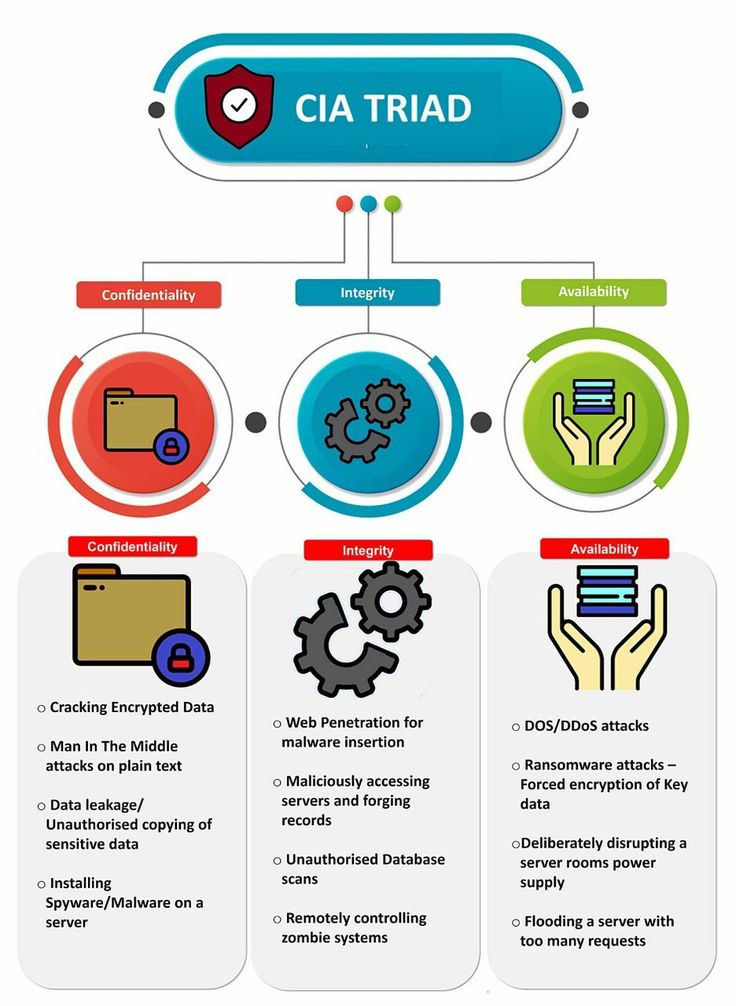 CIA TRIAD
Confidentiality
Integrity
Availability
Confidentiality
o Cracking Encrypted Data
o Man In The Middle
attacks on plain text
o Data leakage/
Unauthorised copying of
sensitive data
o Installing
Spyware/Malware on a
server
Integrity
o Web Penetration for
malware insertion
o Maliciously accessing
servers and forging
records
o Unauthorised Database
scans
o Remotely controlling
zombie systems
Availability
o DOS/DDoS attacks
o Ransomware attacks –
Forced encryption of Key
data
oDeliberately disrupting a
server rooms power
supply
o Flooding a server with
too many requests